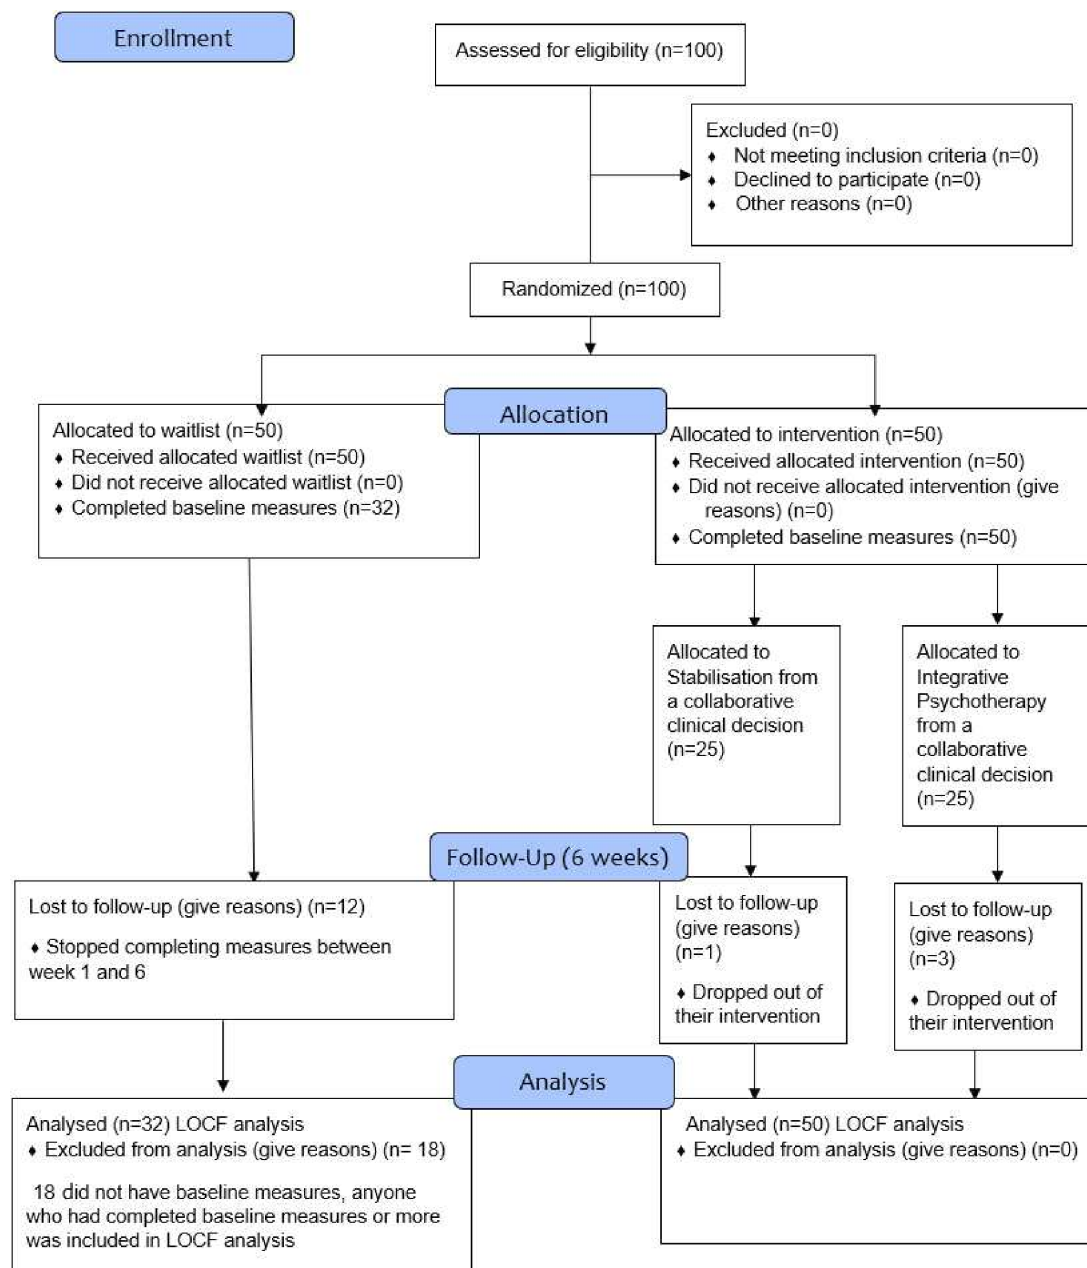 Enrollment
Assessed for eligibility (n=100)
Excluded (n=0)
♦ Not meeting inclusion criteria (n=0)
♦ Declined to participate (n=0)
♦ Other reasons (n=0)
Randomized (n=100)
Allocation
Allocated to waitlist (n=50)
♦ Received allocated waitlist (n=50)
♦ Did not receive allocated waitlist (n=0)
♦ Completed baseline measures (n=32)
Allocated to intervention (n=50)
♦ Received allocated intervention (n=50)
♦ Did not receive allocated intervention (give
reasons) (n=0)
♦ Completed baseline measures (n=50)
Allocated to
Stabilisation from
a collaborative
clinical decision
(n=25)
Allocated to
Integrative
Psychotherapy
from a
collaborative
clinical decision
(n=25)
Follow-Up (6 weeks)
Lost to follow-up (give reasons) (n=12)
♦ Stopped completing measures between
week 1 and 6
Lost to follow-up
(give reasons)
(n=1)
♦ Dropped out of
their intervention
Lost to follow-up
(give reasons)
(n=3)
♦ Dropped out of
their intervention
Analysis
Analysed (n=32) LOCF analysis
♦ Excluded from analysis (give reasons) (n= 18)
18 did not have baseline measures, anyone
who had completed baseline measures or more
was included in LOCF analysis
Analysed (n=50) LOCF analysis
♦ Excluded from analysis (give reasons) (n=0)